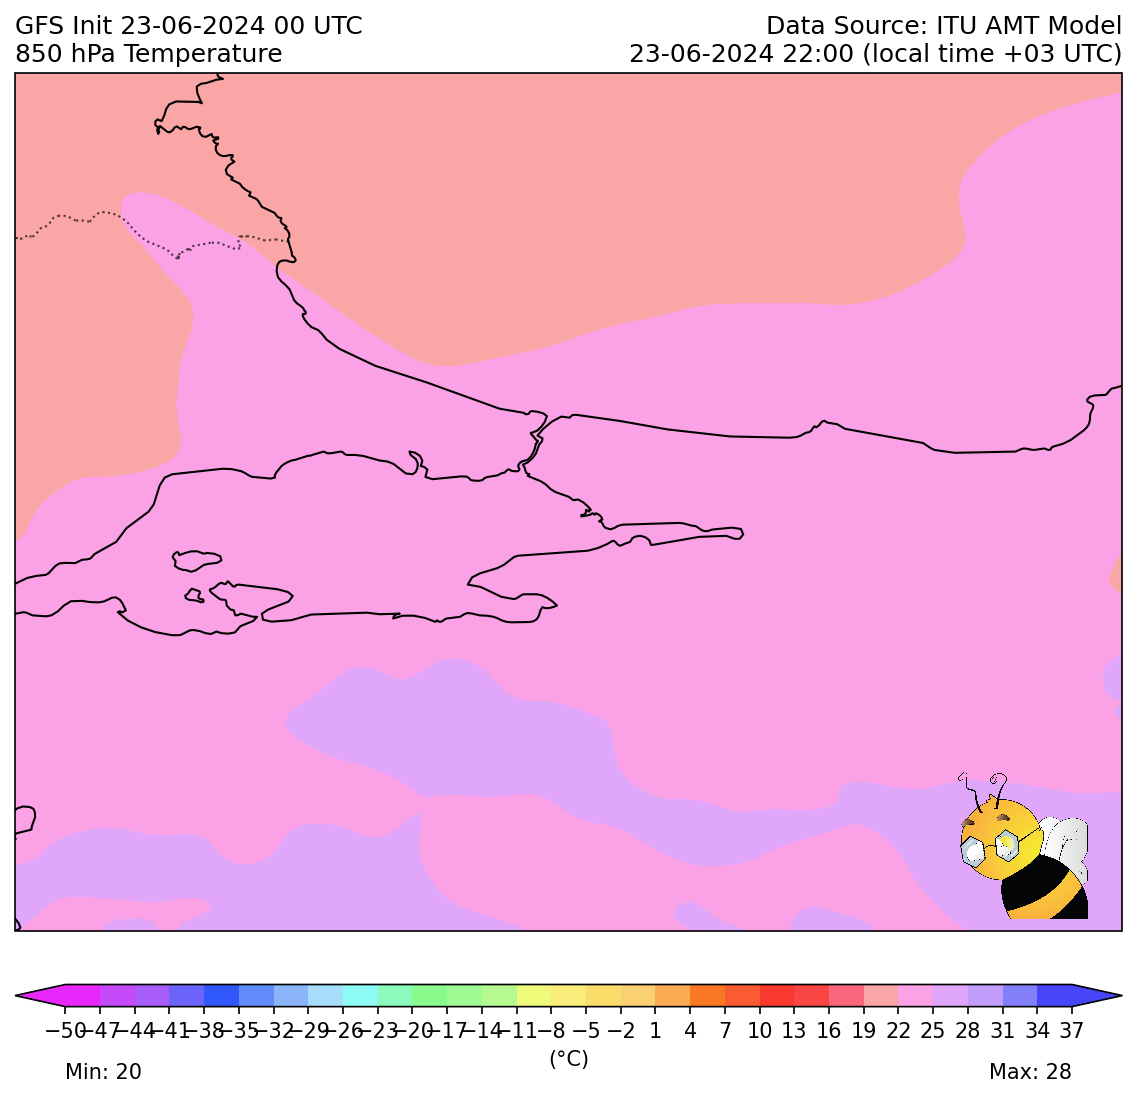 GFS Init 23-06-2024 00 UTC
Data Source: ITU AMT Model
850 hPa Temperature
23-06-2024 22:00 (local time +03 UTC)
−50 −47 −44 −41 −38 −35 −32 −29 −26 −23 −20 −17 −14 −11 −8 −5 −2 1 4 7 10 13 16 19 22 25 28 31 34 37
(°C)
Min: 20
Max: 28